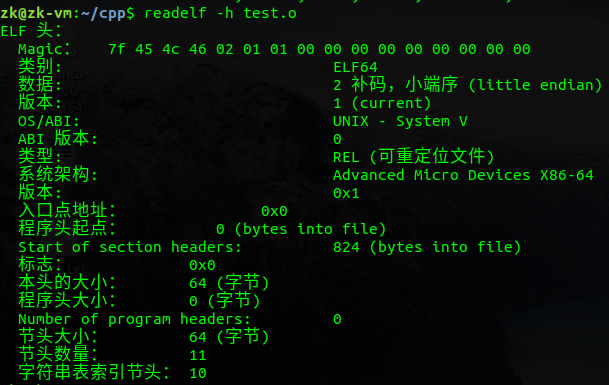 zk@zk-vm:~/cpp$ readelf -h test.o
ELF 头：
  Magic：   7f 45 4c 46 02 01 01 00 00 00 00 00 00 00 00 00
  类别:                              ELF64
  数据:                              2 补码，小端序 (little endian)
  版本:                              1 (current)
  OS/ABI:                            UNIX - System V
  ABI 版本:                          0
  类型:                              REL (可重定位文件)
  系统架构:                          Advanced Micro Devices X86-64
  版本:                              0x1
  入口点地址：               0x0
  程序头起点：          0 (bytes into file)
  Start of section headers:          824 (bytes into file)
  标志：             0x0
  本头的大小：       64 (字节)
  程序头大小：       0 (字节)
  Number of program headers:         0
  节头大小：         64 (字节)
  节头数量：         11
  字符串表索引节头： 10